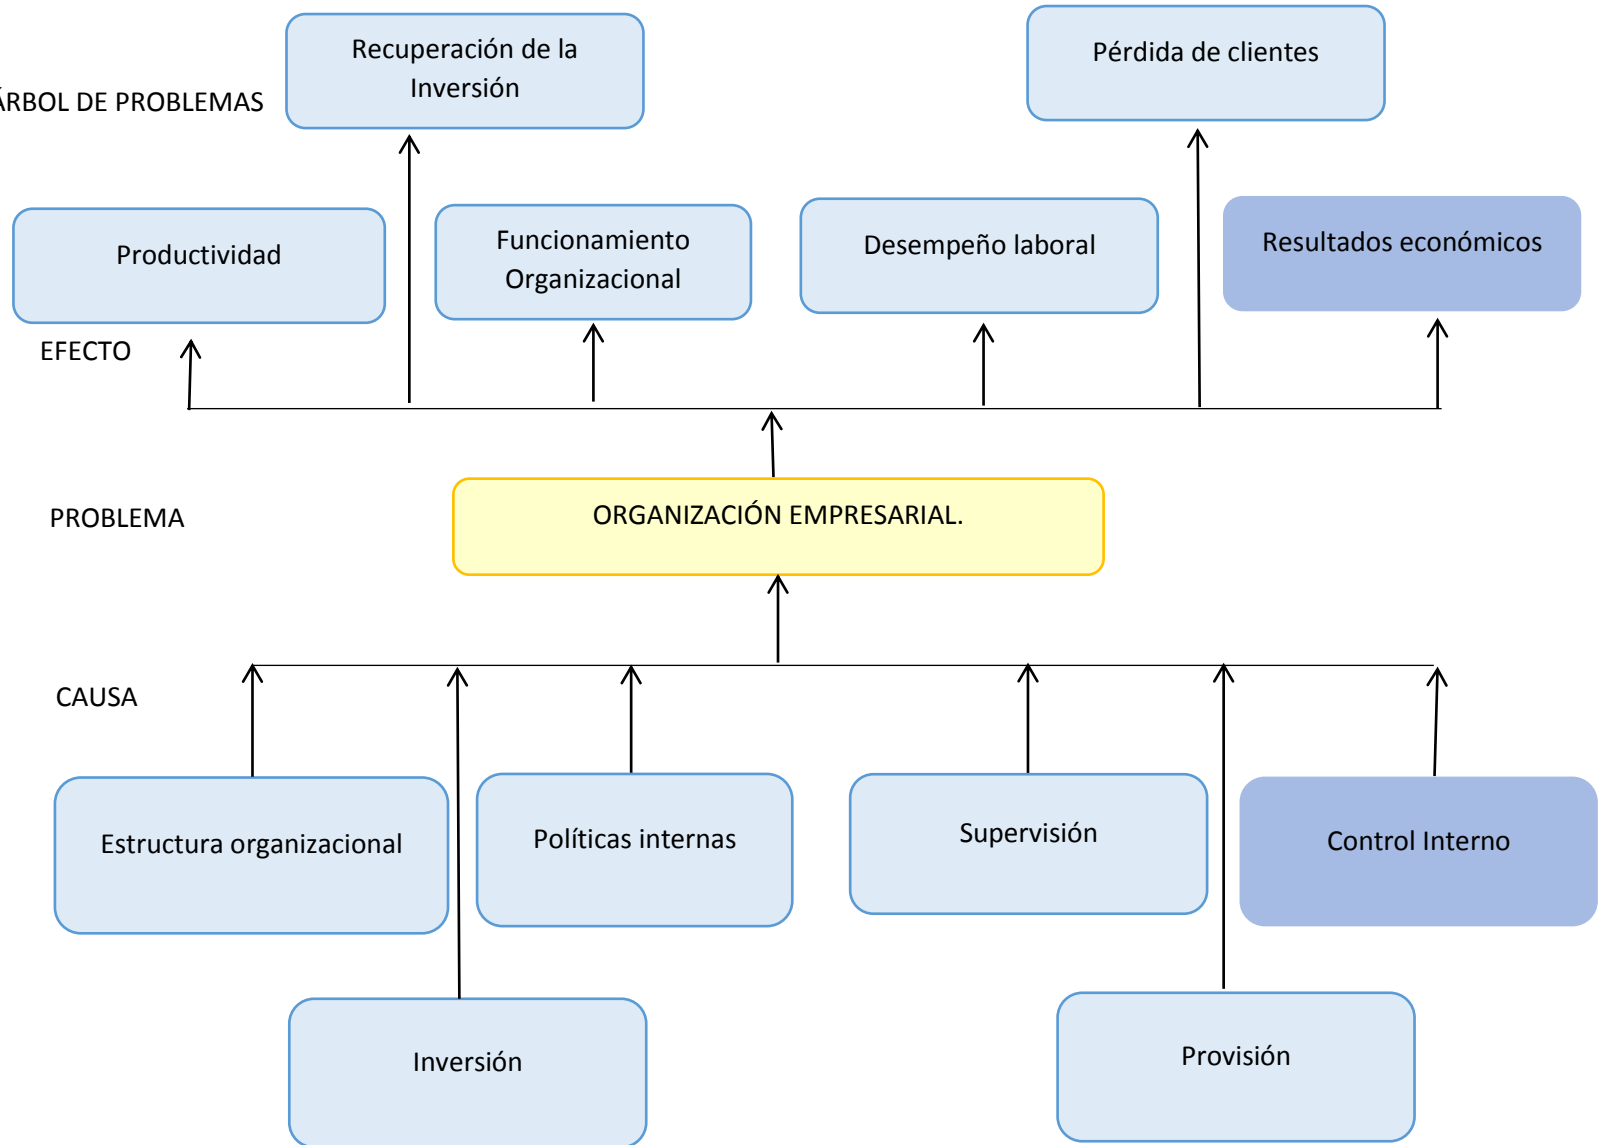 Recuperación de la
Inversión
Pérdida de clientes
ÁRBOL DE PROBLEMAS
Productividad
Funcionamiento
Organizacional
Desempeño laboral
Resultados económicos
EFECTO
PROBLEMA
ORGANIZACIÓN EMPRESARIAL.
CAUSA
Estructura organizacional
Políticas internas
Supervisión
Control Interno
Inversión
Provisión